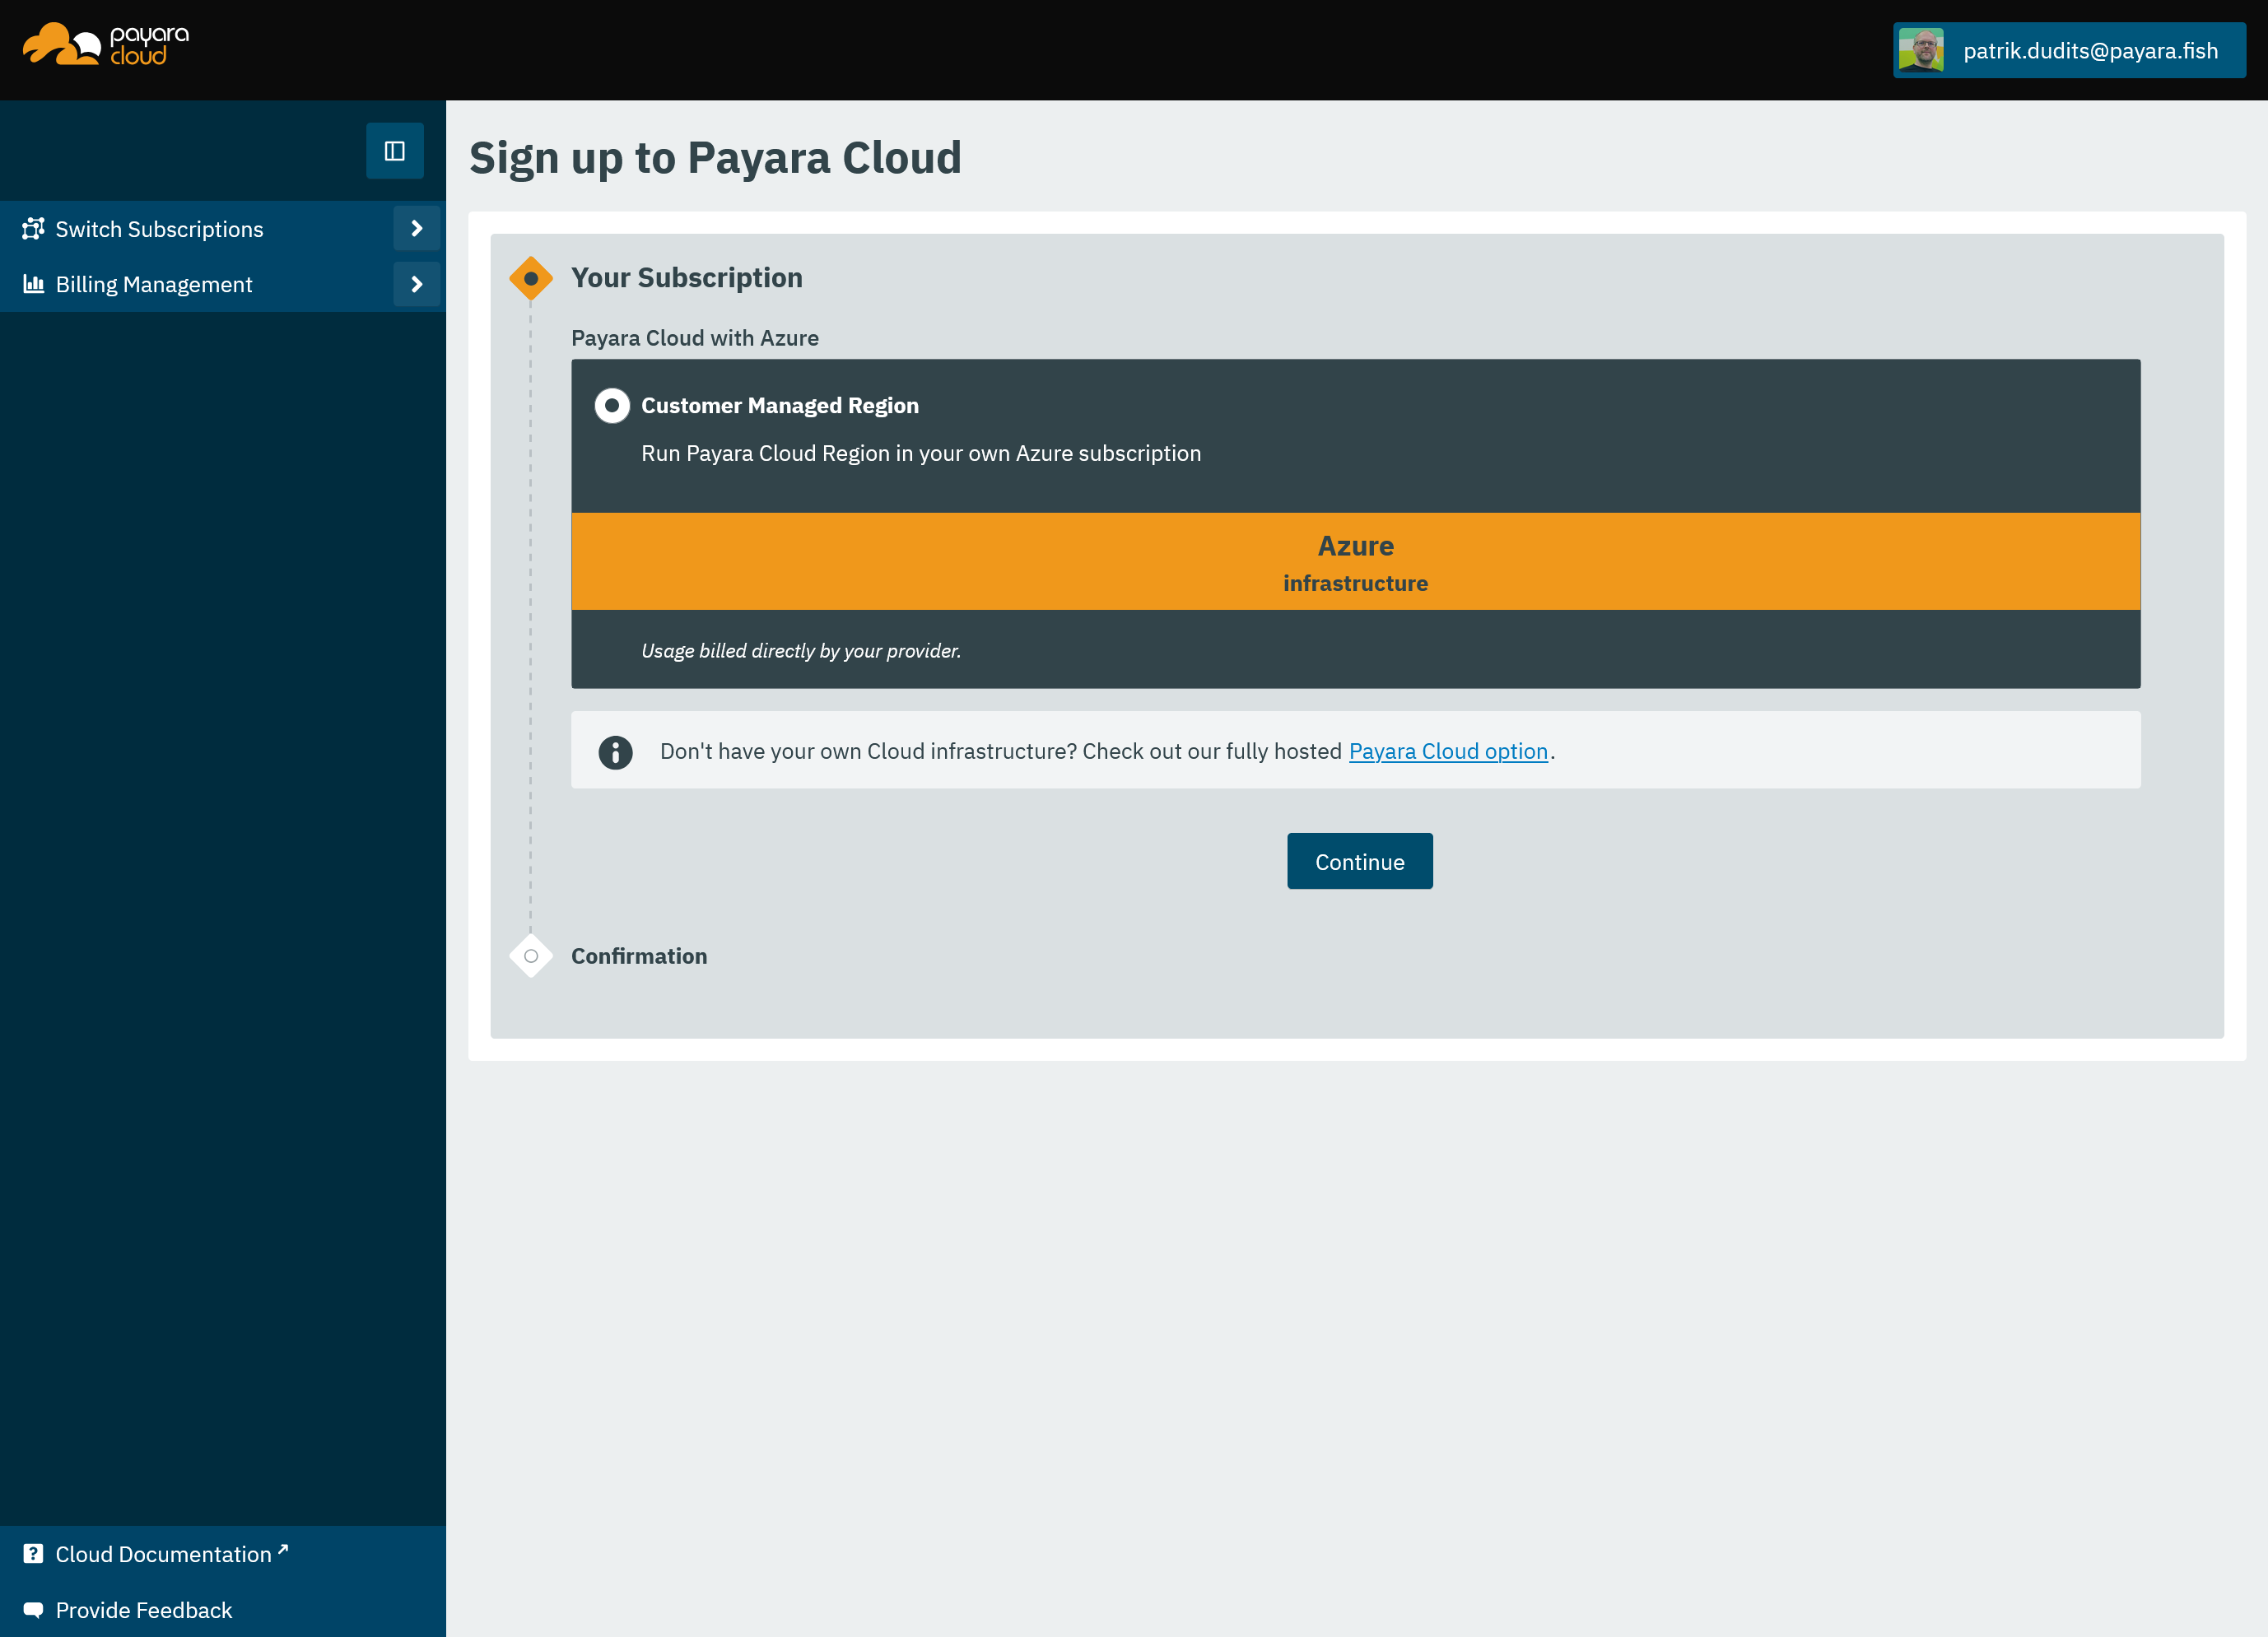 payara
cloud
patrik.dudits@payara.fish
Switch Subscriptions
Billing Management
Sign up to Payara Cloud
Your Subscription
Payara Cloud with Azure
Customer Managed Region
Run Payara Cloud Region in your own Azure subscription
Azure
infrastructure
Usage billed directly by your provider.
Don't have your own Cloud infrastructure? Check out our fully hosted Payara Cloud option.
Continue
Confirmation
Cloud Documentation
Provide Feedback